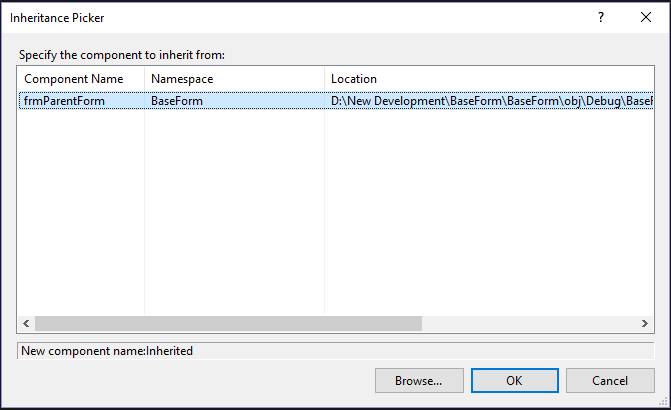 Inheritance Picker
? ×
Specify the component to inherit from:
Component Name Namespace Location
frmParentForm BaseForm D:\New Development\BaseForm\BaseForm\obj\Debug\BaseF
New component name:Inherited
Browse... OK Cancel